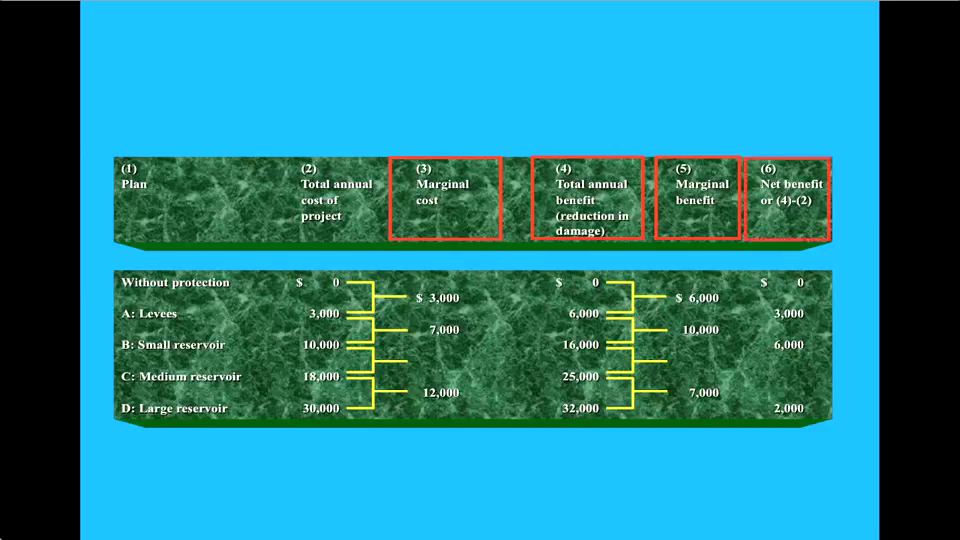 (1) (2) (3) (4) (5) (6)
Plan Total annual Marginal Total annual Marginal Net benefit
cost of cost benefit benefit or (4)-(2)
project (reduction in
damage)
Without protection $ 0 $ 0 $ 0
$ 3,000 $ 6,000
A: Levees 3,000 6,000 3,000
7,000 10,000
B: Small reservoir 10,000 16,000 6,000
C: Medium reservoir 18,000 25,000
12,000 7,000
D: Large reservoir 30,000 32,000 2,000